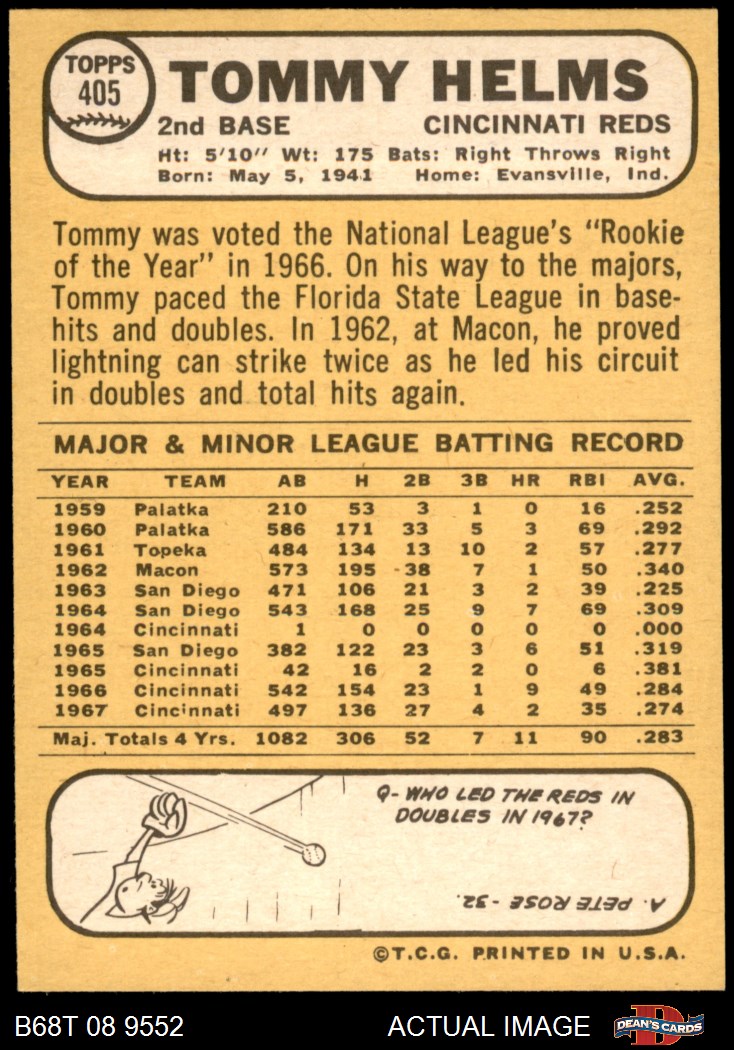 TOPPS
405
TOMMY HELMS
2nd BASE CINCINNATI REDS
Ht: 5'10" Wt: 175 Bats: Right Throws Right
Born: May 5, 1941 Home: Evansville, Ind.
Tommy was voted the National League's "Rookie
of the Year" in 1966. On his way to the majors,
Tommy paced the Florida State League in base-
hits and doubles. In 1962, at Macon, he proved
lightning can strike twice as he led his circuit
in doubles and total hits again.
MAJOR & MINOR LEAGUE BATTING RECORD
YEAR TEAM AB H 2B 3B HR RBI AVG.
1959 Palatka 210 53 3 1 0 16 .252
1960 Palatka 586 171 33 5 3 69 .292
1961 Topeka 484 134 13 10 2 57 .277
1962 Macon 573 195 38 7 1 50 .340
1963 San Diego 471 106 21 3 2 39 .225
1964 San Diego 543 168 25 9 7 69 .309
1964 Cincinnati 1 0 0 0 0 0 .000
1965 San Diego 382 122 23 3 6 51 .319
1965 Cincinnati 42 16 2 2 0 6 .381
1966 Cincinnati 542 154 23 1 9 49 .284
1967 Cincinnati 497 136 27 4 2 35 .274
Maj. Totals 4 Yrs. 1082 306 52 7 11 90 .283
Q- WHO LED THE REDS IN
DOUBLES IN 1967?
A. PETE ROSE - 32.
©T.C.G. PRINTED IN U.S.A.
B68T 08 9552 ACTUAL IMAGE DEAN'S CARDS